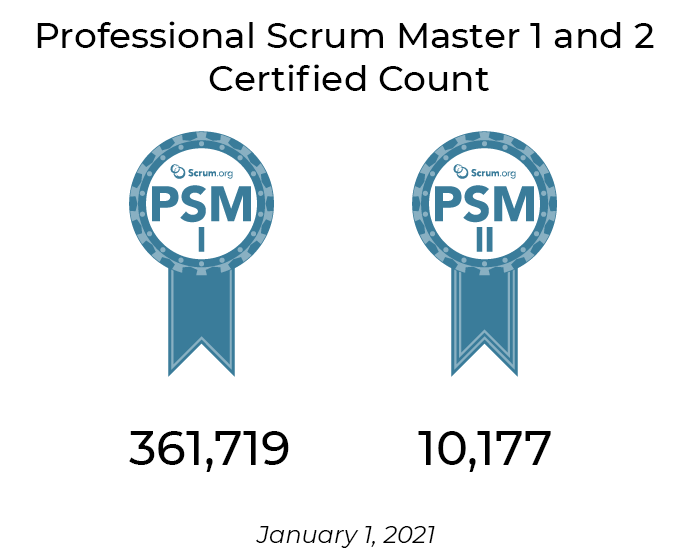 Professional Scrum Master 1 and 2
Certified Count
Scrum.org
PSM
I
Scrum.org
PSM
II
361,719
10,177
January 1, 2021